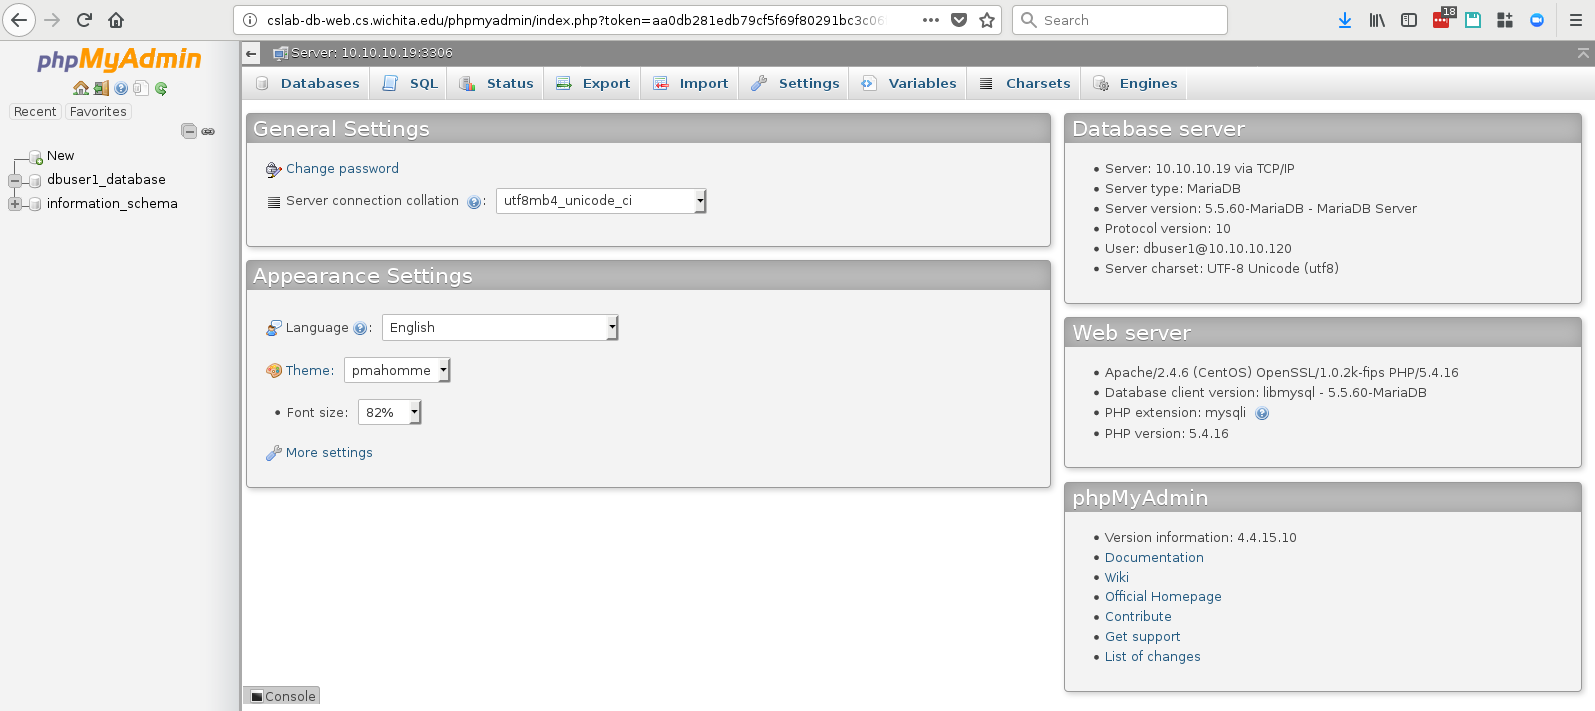 cslab-db-web.cs.wichita.edu/phpmyadmin/index.php?token=aa0db281edb79cf5f69f80291bc3c06
Search
18
phpMyAdmin
Recent Favorites
New
dbuser1_database
information_schema
Server: 10.10.10.19:3306
Databases SQL Status Export Import Settings Variables Charsets Engines
General Settings
Change password
Server connection collation : utf8mb4_unicode_ci
Appearance Settings
Language : English
Theme: pmahomme
• Font size: 82%
More settings
Database server
• Server: 10.10.10.19 via TCP/IP
• Server type: MariaDB
• Server version: 5.5.60-MariaDB - MariaDB Server
• Protocol version: 10
• User: dbuser1@10.10.10.120
• Server charset: UTF-8 Unicode (utf8)
Web server
• Apache/2.4.6 (CentOS) OpenSSL/1.0.2k-fips PHP/5.4.16
• Database client version: libmysql - 5.5.60-MariaDB
• PHP extension: mysqli
• PHP version: 5.4.16
phpMyAdmin
• Version information: 4.4.15.10
• Documentation
• Wiki
• Official Homepage
• Contribute
• Get support
• List of changes
Console